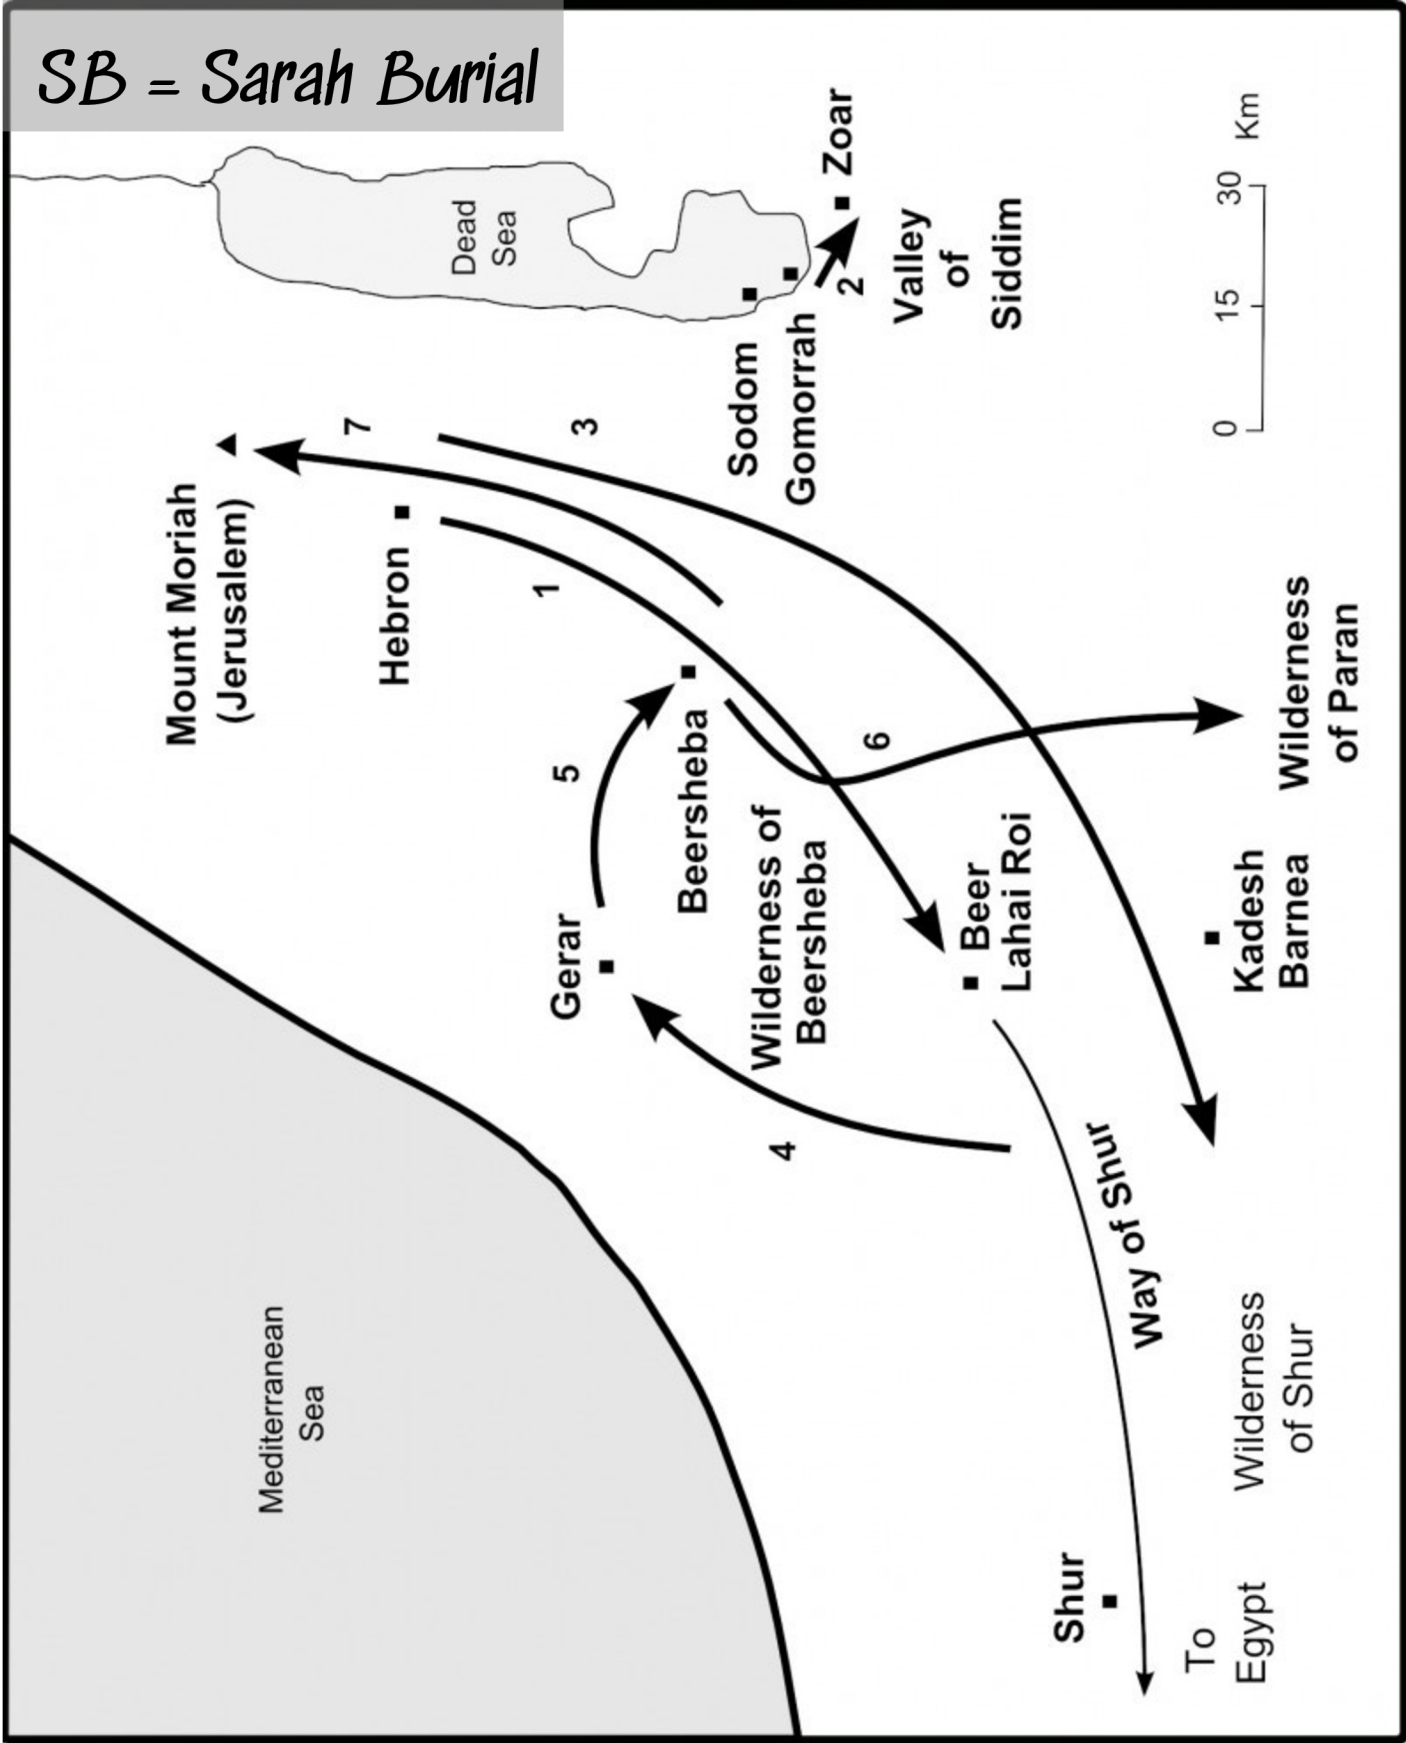 SB = Sarah Burial
Mount Moriah
(Jerusalem)
Hebron
7
3
1
Dead
Sea
Sodom
Gomorrah
2
Zoar
Valley
of
Siddim
0 15 30 Km
Mediterranean
Sea
Gerar
5
Beersheba
Wilderness of
Beersheba
6
4
Beer
Lahai Roi
Way of Shur
Kadesh
Barnea
Wilderness
of Paran
Shur
To
Egypt
Wilderness
of Shur